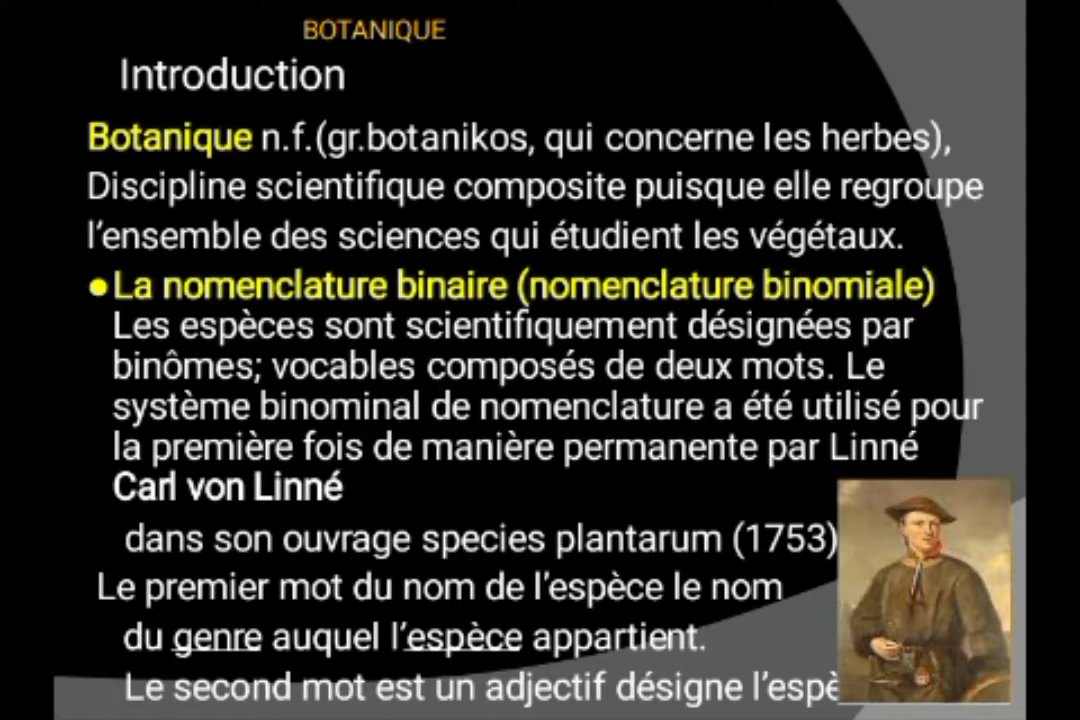 BOTANIQUE
Introduction
Botanique n.f.(gr.botanikos, qui concerne les herbes),
Discipline scientifique composite puisque elle regroupe
l'ensemble des sciences qui étudient les végétaux.
●La nomenclature binaire (nomenclature binomiale)
Les espèces sont scientifiquement désignées par
binômes; vocables composés de deux mots. Le
système binominal de nomenclature a été utilisé pour
la première fois de manière permanente par Linné
Carl von Linné
dans son ouvrage species plantarum (1753)
Le premier mot du nom de l'espèce le nom
du genre auquel l'espèce appartient.
Le second mot est un adjectif désigne